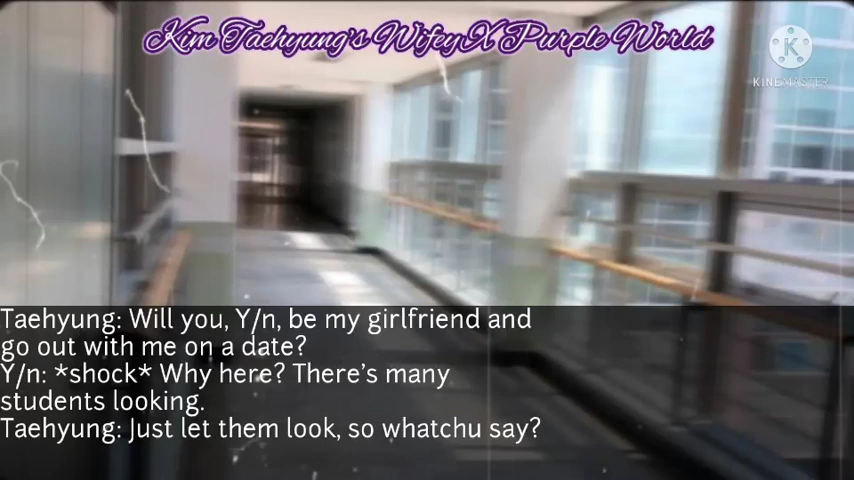 Kim Taehyung's Wifey X Purple World
K
KINEMASTER
Taehyung: Will you, Y/n, be my girlfriend and
go out with me on a date?
Y/n: *shock* Why here? There's many
students looking.
Taehyung: Just let them look, so whatchu say?